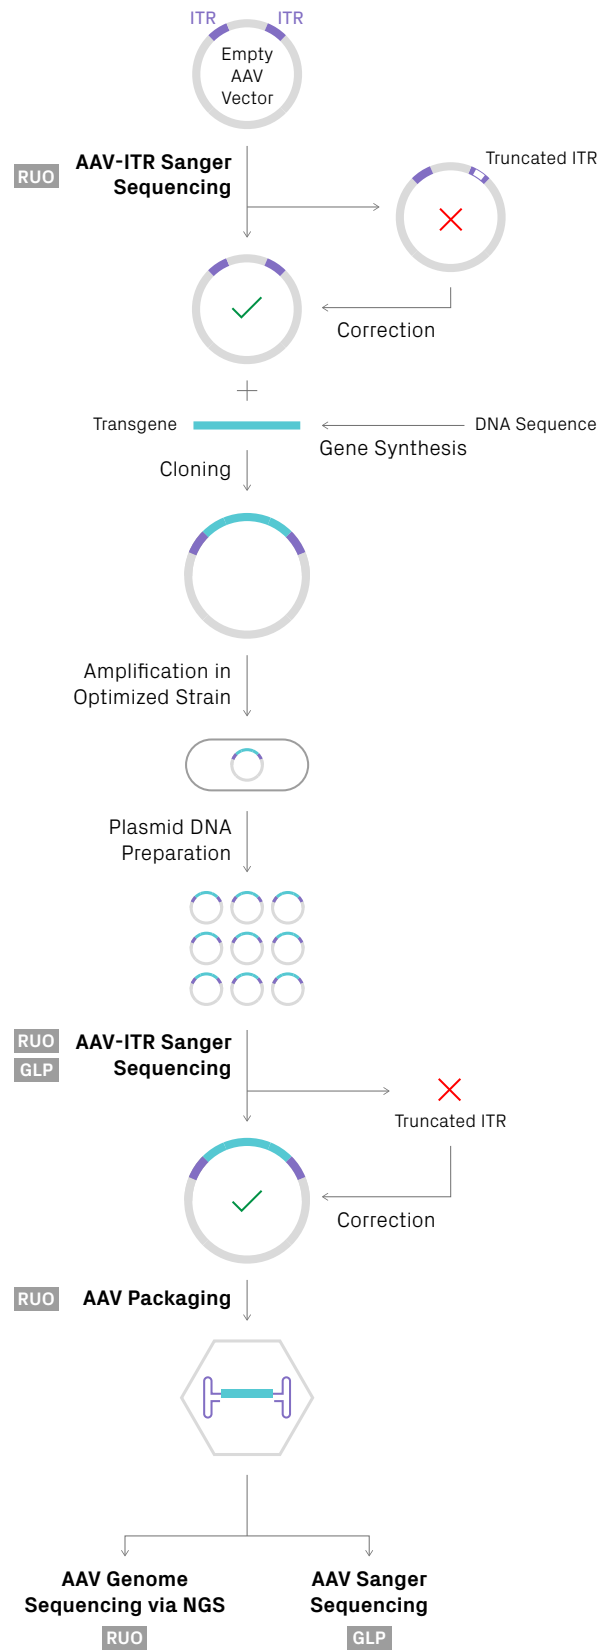 ITR ITR
Empty
AAV
Vector
RUO
AAV-ITR Sanger
Sequencing
Truncated ITR
Correction
Transgene
DNA Sequence
Gene Synthesis
Cloning
Amplification in
Optimized Strain
Plasmid DNA
Preparation
RUO
GLP
AAV-ITR Sanger
Sequencing
Truncated ITR
Correction
RUO
AAV Packaging
AAV Genome
Sequencing via NGS
RUO
AAV Sanger
Sequencing
GLP